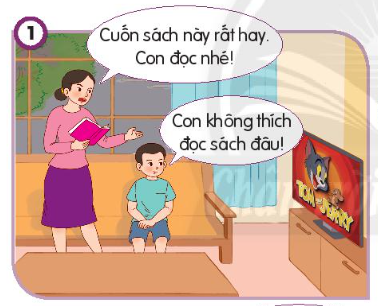 1
Cuốn sách này rất hay.
Con đọc nhé!
Con không thích
đọc sách đâu!
TOM and JERRY